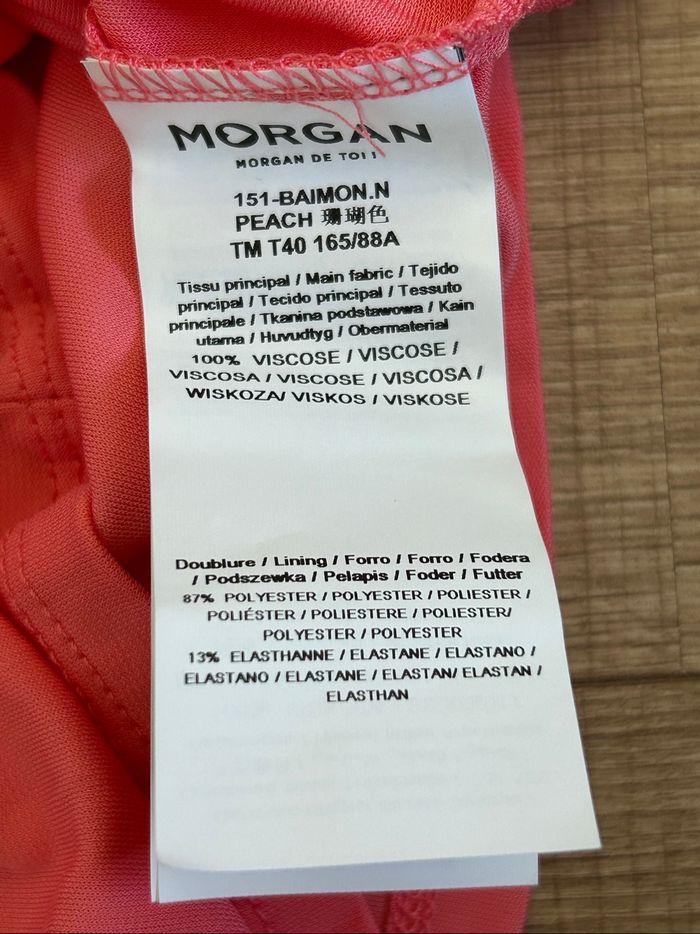 MORGAN
MORGAN DE TOI !
151-BAIMON.N
PEACH 珊瑚色
TM T40 165/88A
Tissu principal / Main fabric / Tejido
principal / Tecido principal / Tessuto
principale / Tkanina podstawowa / Kain
utama / Huvudtyg / Obermaterial
100% VISCOSE / VISCOSE /
VISCOSA / VISCOSE / VISCOSA /
WISKOZA/ VISKOS / VISKOSE
Doublure / Lining / Forro / Forro / Fodera
/ Podszewka / Pelapis / Foder / Futter
87% POLYESTER / POLYESTER / POLIESTER /
POLIÉSTER / POLIESTERE / POLIESTER/
POLYESTER / POLYESTER
13% ELASTHANNE / ELASTANE / ELASTANO /
ELASTANO / ELASTANE / ELASTAN/ ELASTAN /
ELASTHAN